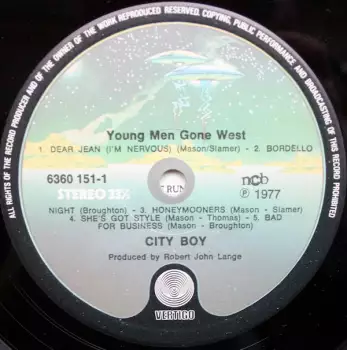 ALL RIGHTS OF THE RECORD PRODUCER AND OF THE OWNER OF THE WORK REPRODUCED RESERVED. COPYING, PUBLIC PERFORMANCE AND BROADCASTING OF THIS RECORD PROHIBITED
Young Men Gone West
1. DEAR JEAN (I'M NERVOUS) (Mason/Slamer) - 2. BORDELLO
6360 151-1
STEREO 33⅓
RUN
ncb
℗ 1977
NIGHT (Broughton) - 3. HONEYMOONERS (Mason - Slamer)
4. SHE'S GOT STYLE (Mason - Thomas) - 5. BAD
FOR BUSINESS (Mason - Broughton)
CITY BOY
Produced by Robert John Lange
VERTIGO